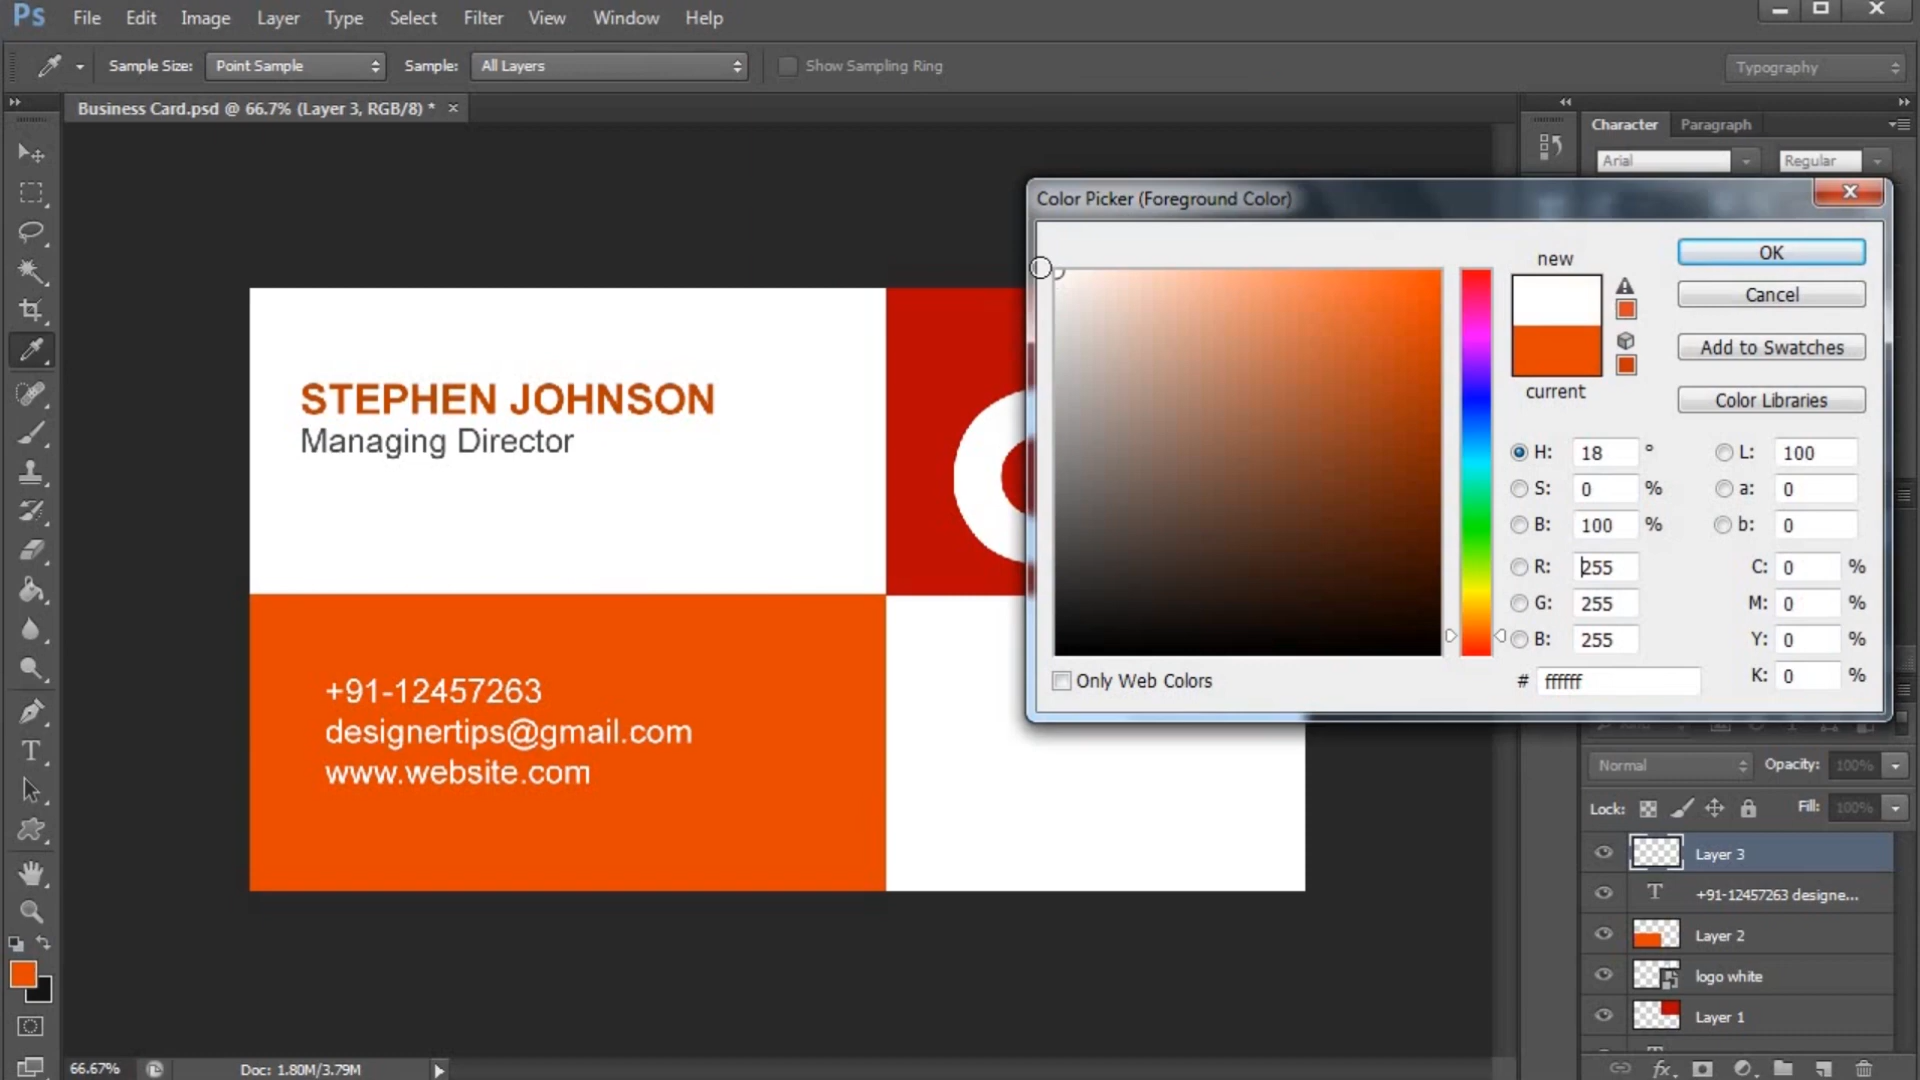 Ps File Edit Image Layer Type Select Filter View Window Help
Sample Size: Point Sample Sample: All Layers Show Sampling Ring Typography
Business Card.psd @ 66.7% (Layer 3, RGB/8) * ×
Character Paragraph
Arial Regular
Color Picker (Foreground Color)
new
OK
Cancel
Add to Swatches
current
Color Libraries
H: 18 ° L: 100
S: 0 % a: 0
B: 100 % b: 0
R: 255 C: 0 %
G: 255 M: 0 %
B: 255 Y: 0 %
# ffffff K: 0 %
Only Web Colors
STEPHEN JOHNSON
Managing Director
+91-12457263
designertips@gmail.com
www.website.com
Normal Opacity: 100%
Lock: Fill: 100%
Layer 3
T +91-12457263 designe...
Layer 2
logo white
Layer 1
66.67% Doc: 1.80M/3.79M